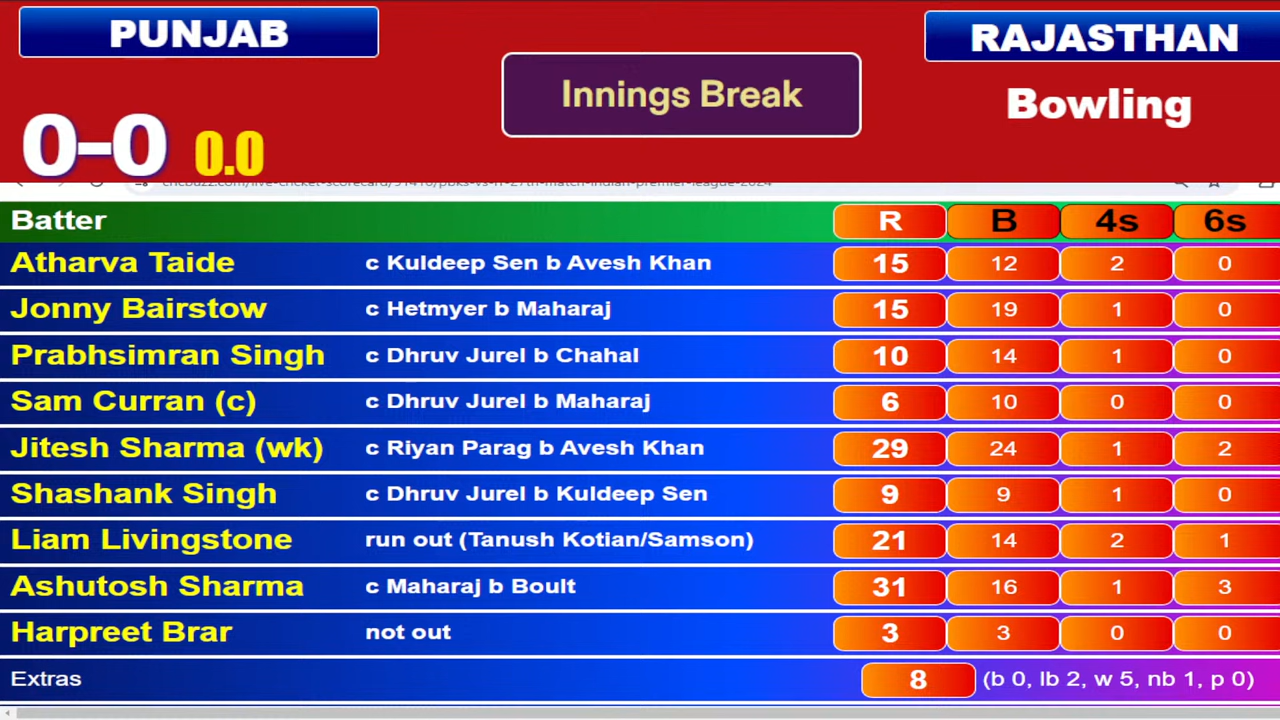 PUNJAB
RAJASTHAN
Innings Break
Bowling
0-0 0.0
Batter R B 4s 6s
Atharva Taide c Kuldeep Sen b Avesh Khan 15 12 2 0
Jonny Bairstow c Hetmyer b Maharaj 15 19 1 0
Prabhsimran Singh c Dhruv Jurel b Chahal 10 14 1 0
Sam Curran (c) c Dhruv Jurel b Maharaj 6 10 0 0
Jitesh Sharma (wk) c Riyan Parag b Avesh Khan 29 24 1 2
Shashank Singh c Dhruv Jurel b Kuldeep Sen 9 9 1 0
Liam Livingstone run out (Tanush Kotian/Samson) 21 14 2 1
Ashutosh Sharma c Maharaj b Boult 31 16 1 3
Harpreet Brar not out 3 3 0 0
Extras 8 (b 0, lb 2, w 5, nb 1, p 0)